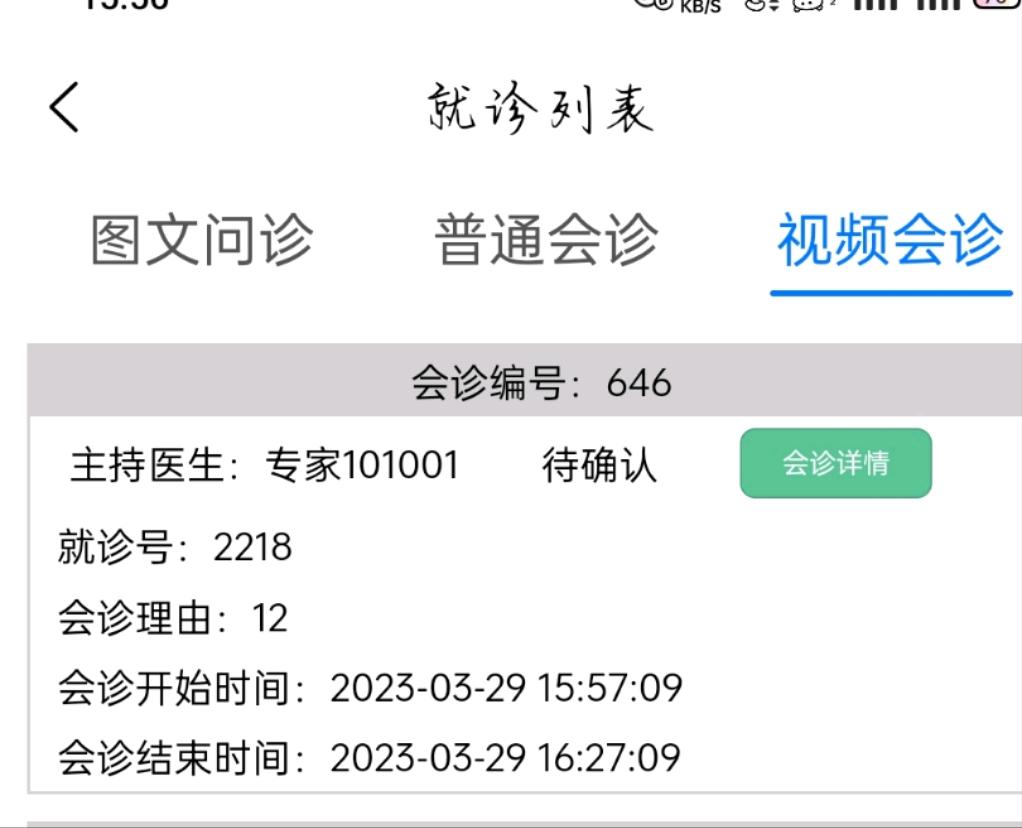 KB/S
就诊列表
图文问诊 普通会诊 视频会诊
会诊编号：646
主持医生：专家101001 待确认 会诊详情
就诊号：2218
会诊理由：12
会诊开始时间：2023-03-29 15:57:09
会诊结束时间：2023-03-29 16:27:09